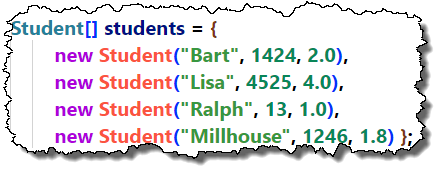 Student[] students = {
new Student("Bart", 1424, 2.0),
new Student("Lisa", 4525, 4.0),
new Student("Ralph", 13, 1.0),
new Student("Millhouse", 1246, 1.8) };